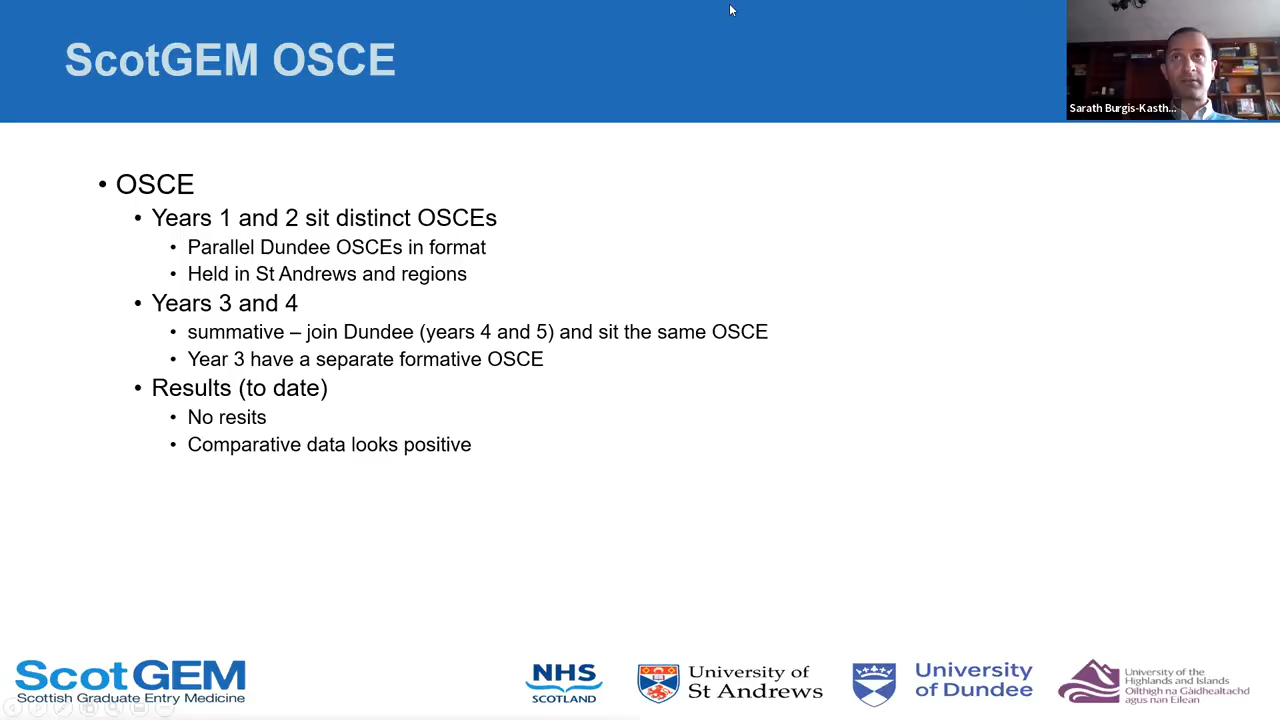 ScotGEM OSCE
Sarath Burgis-Kasth...
• OSCE
• Years 1 and 2 sit distinct OSCEs
• Parallel Dundee OSCEs in format
• Held in St Andrews and regions
• Years 3 and 4
• summative – join Dundee (years 4 and 5) and sit the same OSCE
• Year 3 have a separate formative OSCE
• Results (to date)
• No resits
• Comparative data looks positive
ScotGEM
Scottish Graduate Entry Medicine
NHS
SCOTLAND
University of
St Andrews
University
of Dundee
University of the
Highlands and Islands
Oilthigh na Gàidhealtachd
agus nan Eilean